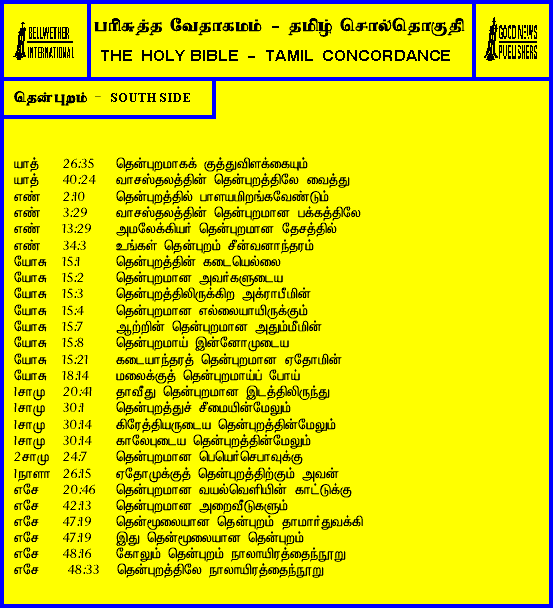 BELLWETHER
INTERNATIONAL
பரிசுத்த வேதாகமம் - தமிழ் சொல்தொகுதி
THE HOLY BIBLE - TAMIL CONCORDANCE
GOOD NEWS
PUBLISHERS
தென்புறம் - SOUTH SIDE
யாத் 26:35 தென்புறமாகக் குத்துவிளக்கையும்
யாத் 40:24 வாசஸ்தலத்தின் தென்புறத்திலே வைத்து
எண் 2:10 தென்புறத்தில் பாளயமிறங்கவேண்டும்
எண் 3:29 வாசஸ்தலத்தின் தென்புறமான பக்கத்திலே
எண் 13:29 அமலேக்கியர் தென்புறமான தேசத்தில்
எண் 34:3 உங்கள் தென்புறம் சீன்வனாந்தரம்
யோசு 15:1 தென்புறத்தின் கடையெல்லை
யோசு 15:2 தென்புறமான அவர்களுடைய
யோசு 15:3 தென்புறத்திலிருக்கிற அக்ராபீமின்
யோசு 15:4 தென்புறமான எல்லையாயிருக்கும்
யோசு 15:7 ஆற்றின் தென்புறமான அதும்மீமின்
யோசு 15:8 தென்புறமாய் இன்னோமுடைய
யோசு 15:21 கடையாந்தரத் தென்புறமான ஏதோமின்
யோசு 18:14 மலைக்குத் தென்புறமாய்ப் போய்
1சாமு 20:41 தாவீது தென்புறமான இடத்திலிருந்து
1சாமு 30:1 தென்புறத்துச் சீமையின்மேலும்
1சாமு 30:14 கிரேத்தியருடைய தென்புறத்தின்மேலும்
1சாமு 30:14 காலேபுடைய தென்புறத்தின்மேலும்
2சாமு 24:7 தென்புறமான பெயெர்செபாவுக்கு
1நாளா 26:15 ஏதோமுக்குத் தென்புறத்திற்கும் அவன்
எசே 20:46 தென்புறமான வயல்வெளியின் காட்டுக்கு
எசே 42:13 தென்புறமான அறைவீடுகளும்
எசே 47:19 தென்மூலையான தென்புறம் தாமார்துவக்கி
எசே 47:19 இது தென்மூலையான தென்புறம்
எசே 48:16 கோலும் தென்புறம் நாலாயிரத்தைந்நூறு
எசே 48:33 தென்புறத்திலே நாலாயிரத்தைந்நூறு